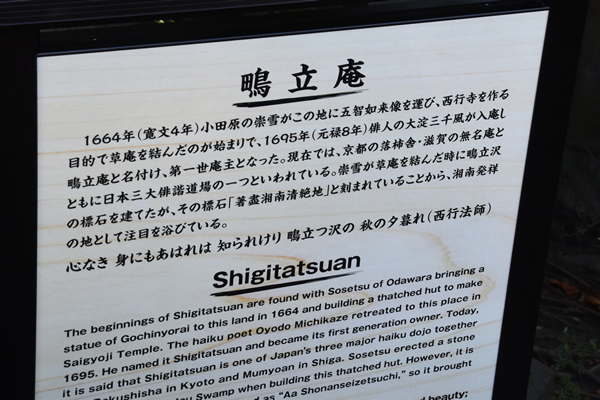 鴫立庵
1664年(寛文4年)小田原の崇雪がこの地に五智如来像を運び、西行寺を作る
目的で草庵を結んだのが始まりで、1695年(元禄8年)俳人の大淀三千風が入庵し
鴫立庵と名付け、第一世庵主となった。現在では、京都の落柿舎・滋賀の無名庵と
ともに日本三大俳諧道場の一つといわれている。崇雪が草庵を結んだ時に鴫立沢
の標石を建てたが、その標石「著盡湘南清絶地」と刻まれていることから、湘南発祥
の地として注目を浴びている。
心なき 身にもあはれは 知られけり 鴫立つ沢の 秋の夕暮れ(西行法師)
Shigitatsuan
The beginnings of Shigitatsuan are found with Sosetsu of Odawara bringing a
statue of Gochinyorai to this land in 1664 and building a thatched hut to make
Saigyoji Temple. The haiku poet Oyodo Michikaze retreated to this place in
1695. He named it Shigitatsuan and became its first generation owner. Today,
it is said that Shigitatsuan is one of Japan's three major haiku dojo together
Rakushisha in Kyoto and Mumyoan in Shiga. Sosetsu erected a stone
Swamp when building this thatched hut. However, it is
as "Aa Shonanseizetsuchi," so it brought
beauty;